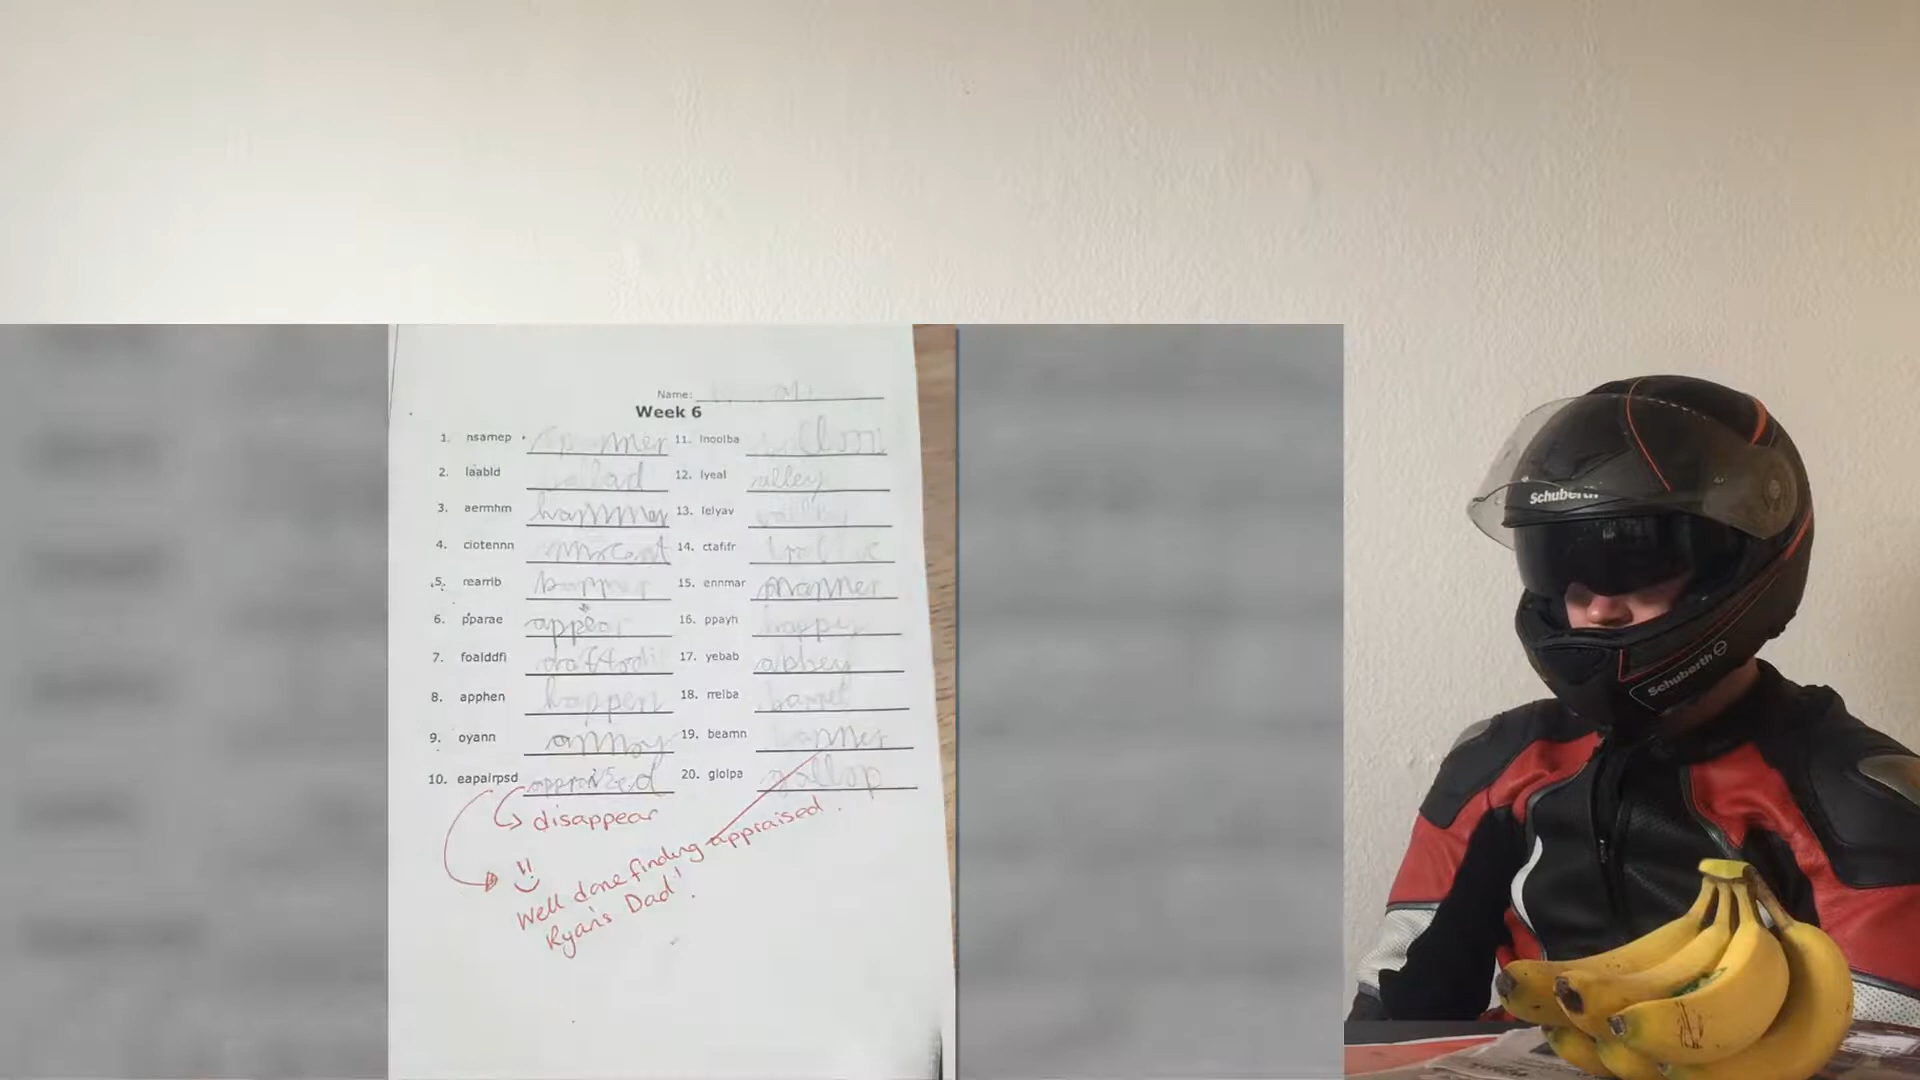 Name:
Week 6
1. nsamep
2. laabld ballad
3. aermhm hammer
4. ciotennn
5. rearrib
6. pparae appear
7. foalddfi
8. apphen happen
9. oyann annoy
10. eapairpsd appraised
11. lnoolba
12. lyeal alley
13. lelyav
14. ctafifr
15. ennmar manner
16. ppayh happy
17. yebab abbey
18. rrelba
19. beamn
20. glolpa gallop
disappear
Well done finding appraised.
Ryan's Dad!
Schuberth
Schuberth